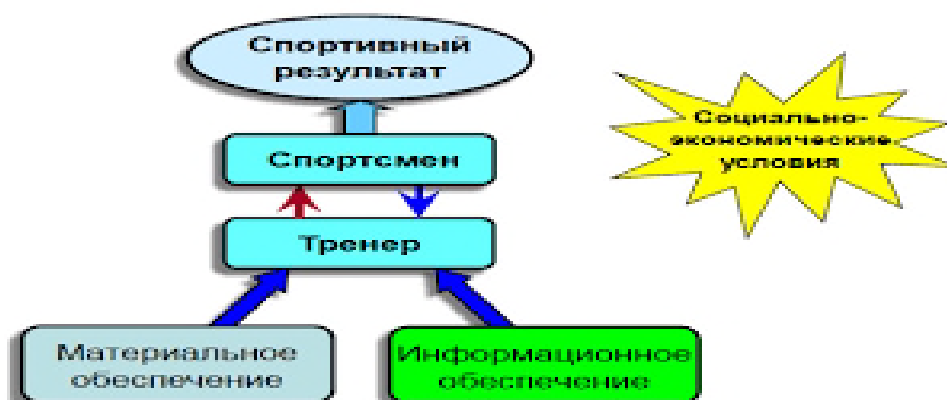 Спортивный
результат
Социально-
экономические
условия
Спортсмен
Тренер
Материальное
обеспечение
Информационное
обеспечение